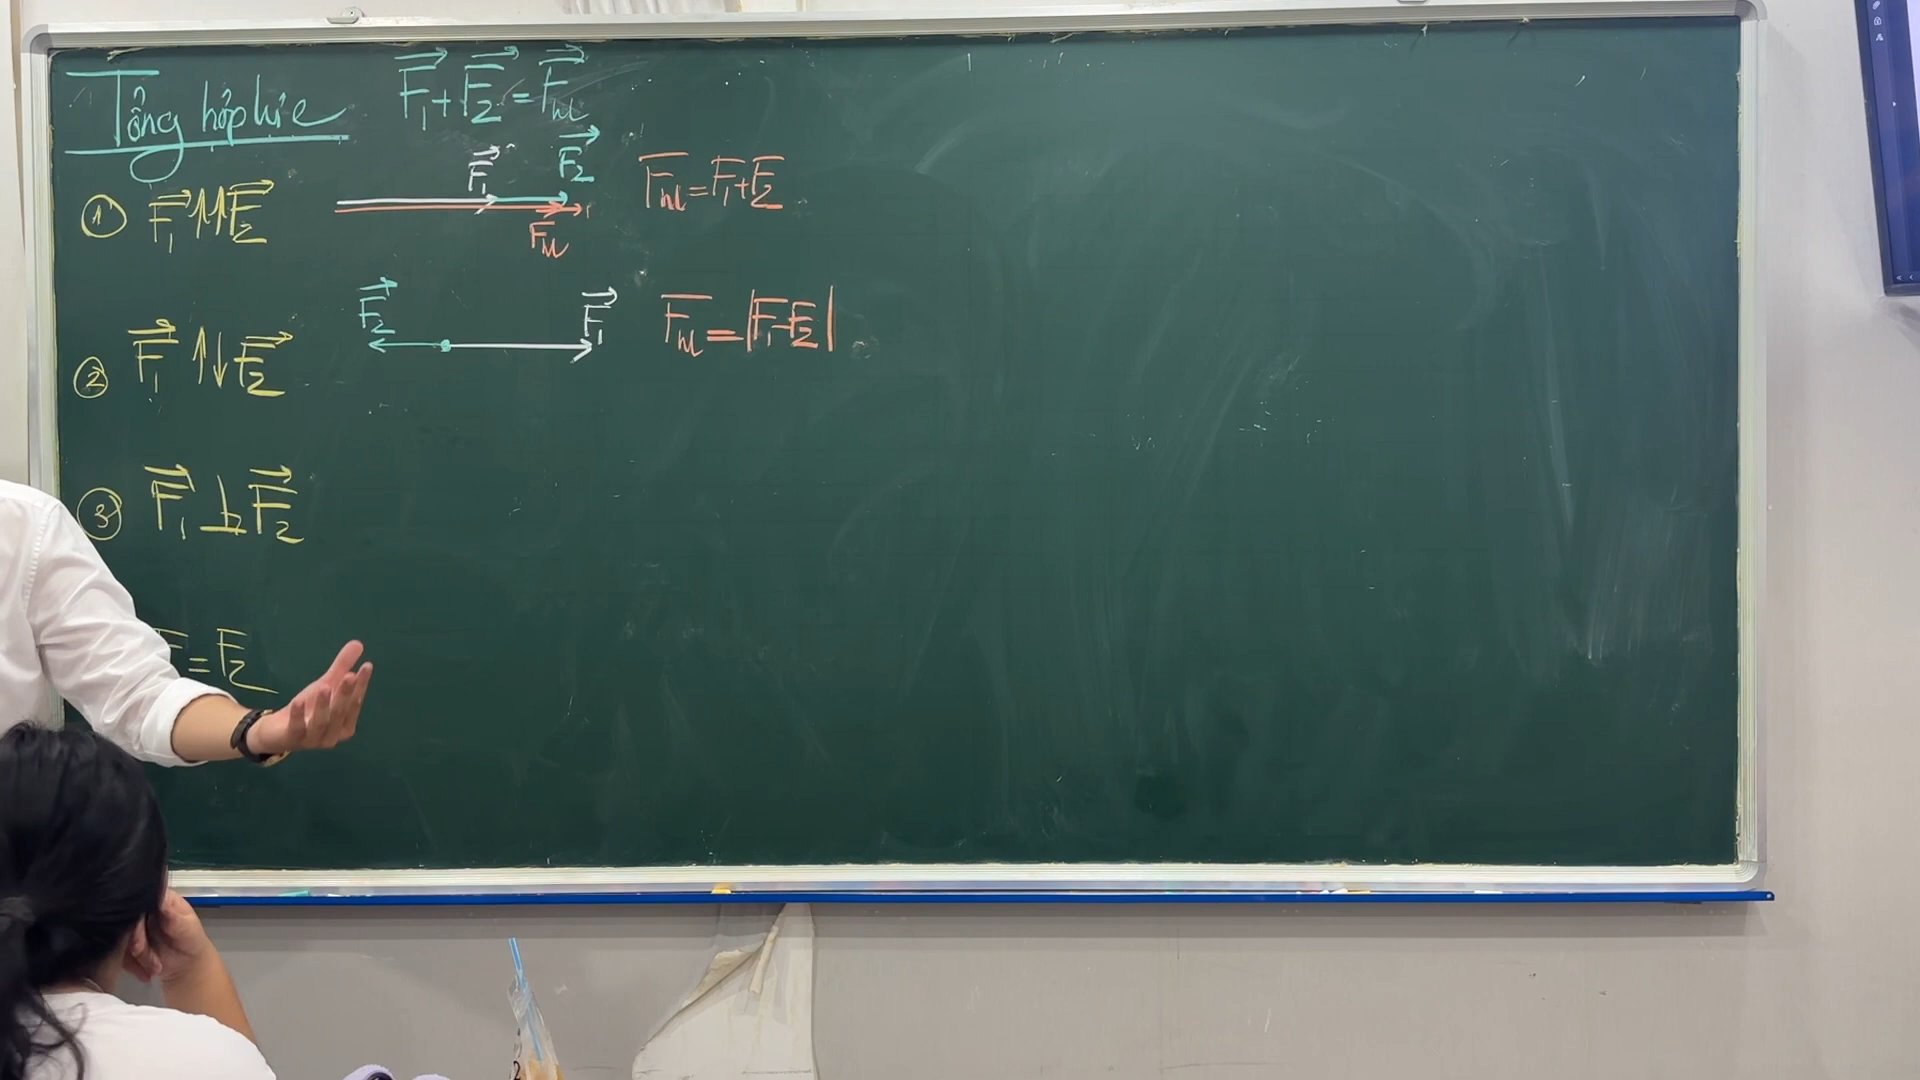 Tổng hợp lực F₁ + F₂ = Fhl
① F₁ ↑↑ F₂ F₁ F₂ Fhl Fhl = F₁ + F₂
② F₁ ↑↓ F₂ F₂ F₁ Fhl = |F₁ - F₂|
③ F₁ ⊥ F₂
= F₂